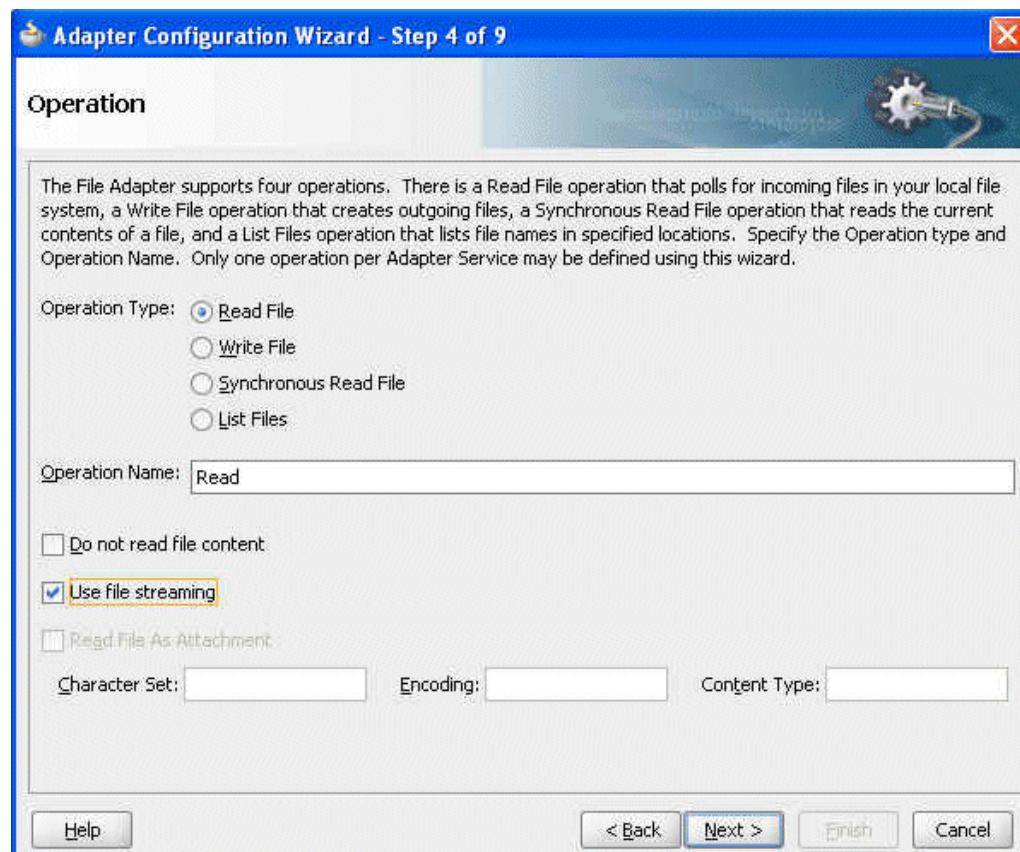 Adapter Configuration Wizard - Step 4 of 9
Operation
The File Adapter supports four operations. There is a Read File operation that polls for incoming files in your local file
system, a Write File operation that creates outgoing files, a Synchronous Read File operation that reads the current
contents of a file, and a List Files operation that lists file names in specified locations. Specify the Operation type and
Operation Name. Only one operation per Adapter Service may be defined using this wizard.
Operation Type: Read File
Write File
Synchronous Read File
List Files
Operation Name: Read
Do not read file content
Use file streaming
Read File As Attachment
Character Set: Encoding: Content Type:
Help < Back Next > Finish Cancel